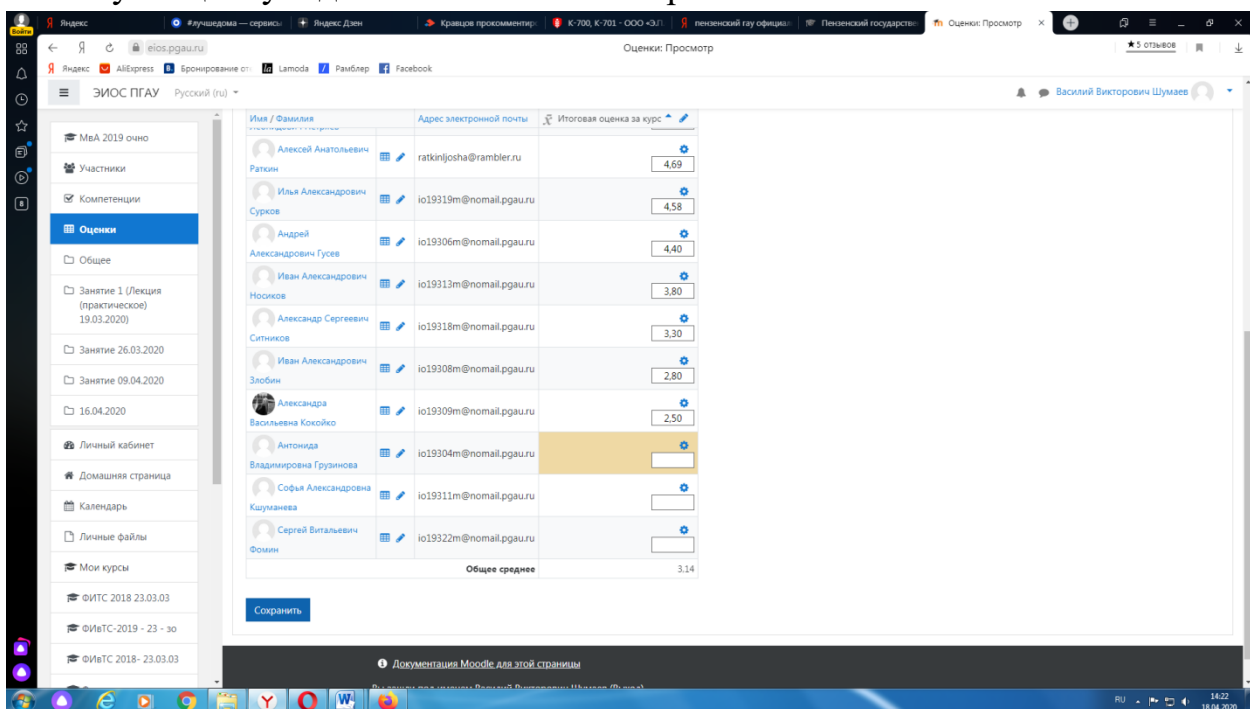 Яндекс
#лучшедома — сервисы
Яндекс Дзен
Кравцов прокомментир
К-700, К-701 - ООО «Э.Л
пензенский гау официал
Пензенский государстве
Оценки: Просмотр
Войти
eios.pgau.ru
Оценки: Просмотр
★5 отзывов
Яндекс
AliExpress
Бронирование от
Lamoda
Рамблер
Facebook
ЭИОС ПГАУ
Русский (ru)
Василий Викторович Шумаев
МвА 2019 очно
Участники
Компетенции
Оценки
Общее
Занятие 1 (Лекция
(практическое)
19.03.2020)
Занятие 26.03.2020
Занятие 09.04.2020
16.04.2020
Личный кабинет
Домашняя страница
Календарь
Личные файлы
Мои курсы
ФИТС 2018 23.03.03
ФИвТС-2019 - 23 - зо
ФИвТС 2018- 23.03.03
Имя / Фамилия
Адрес электронной почты
Итоговая оценка за курс
Алексей Анатольевич
Раткин
ratkinljosha@rambler.ru
4,69
Илья Александрович
Сурков
io19319m@nomail.pgau.ru
4,58
Андрей
Александрович Гусев
io19306m@nomail.pgau.ru
4,40
Иван Александрович
Носиков
io19313m@nomail.pgau.ru
3,80
Александр Сергеевич
Ситников
io19318m@nomail.pgau.ru
3,30
Иван Александрович
Злобин
io19308m@nomail.pgau.ru
2,80
Александра
Васильевна Кокойко
io19309m@nomail.pgau.ru
2,50
Антонида
Владимировна Грузинова
io19304m@nomail.pgau.ru
Софья Александровна
Кшуманева
io19311m@nomail.pgau.ru
Сергей Витальевич
Фомин
io19322m@nomail.pgau.ru
Общее среднее
3.14
Сохранить
Документация Moodle для этой страницы
RU
14:22
18.04.2020